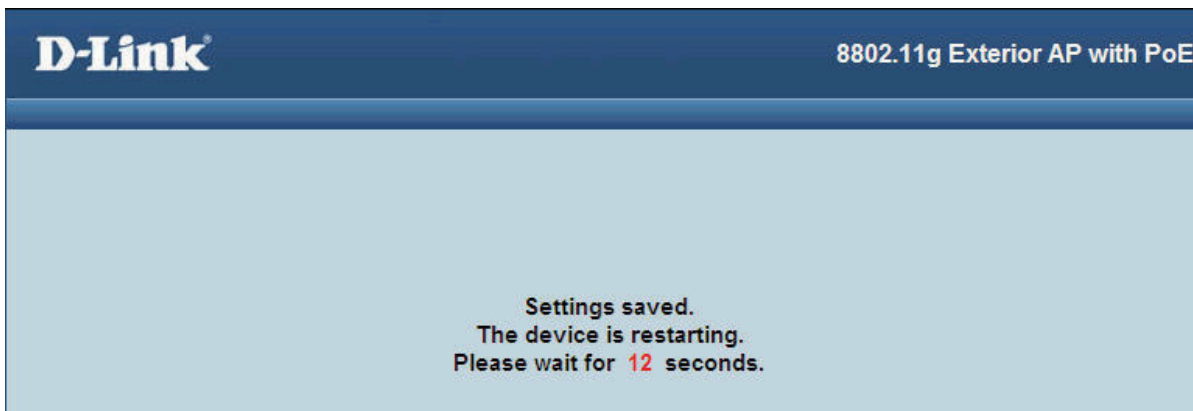 D-Link®
8802.11g Exterior AP with PoE
Settings saved.
The device is restarting.
Please wait for 12 seconds.